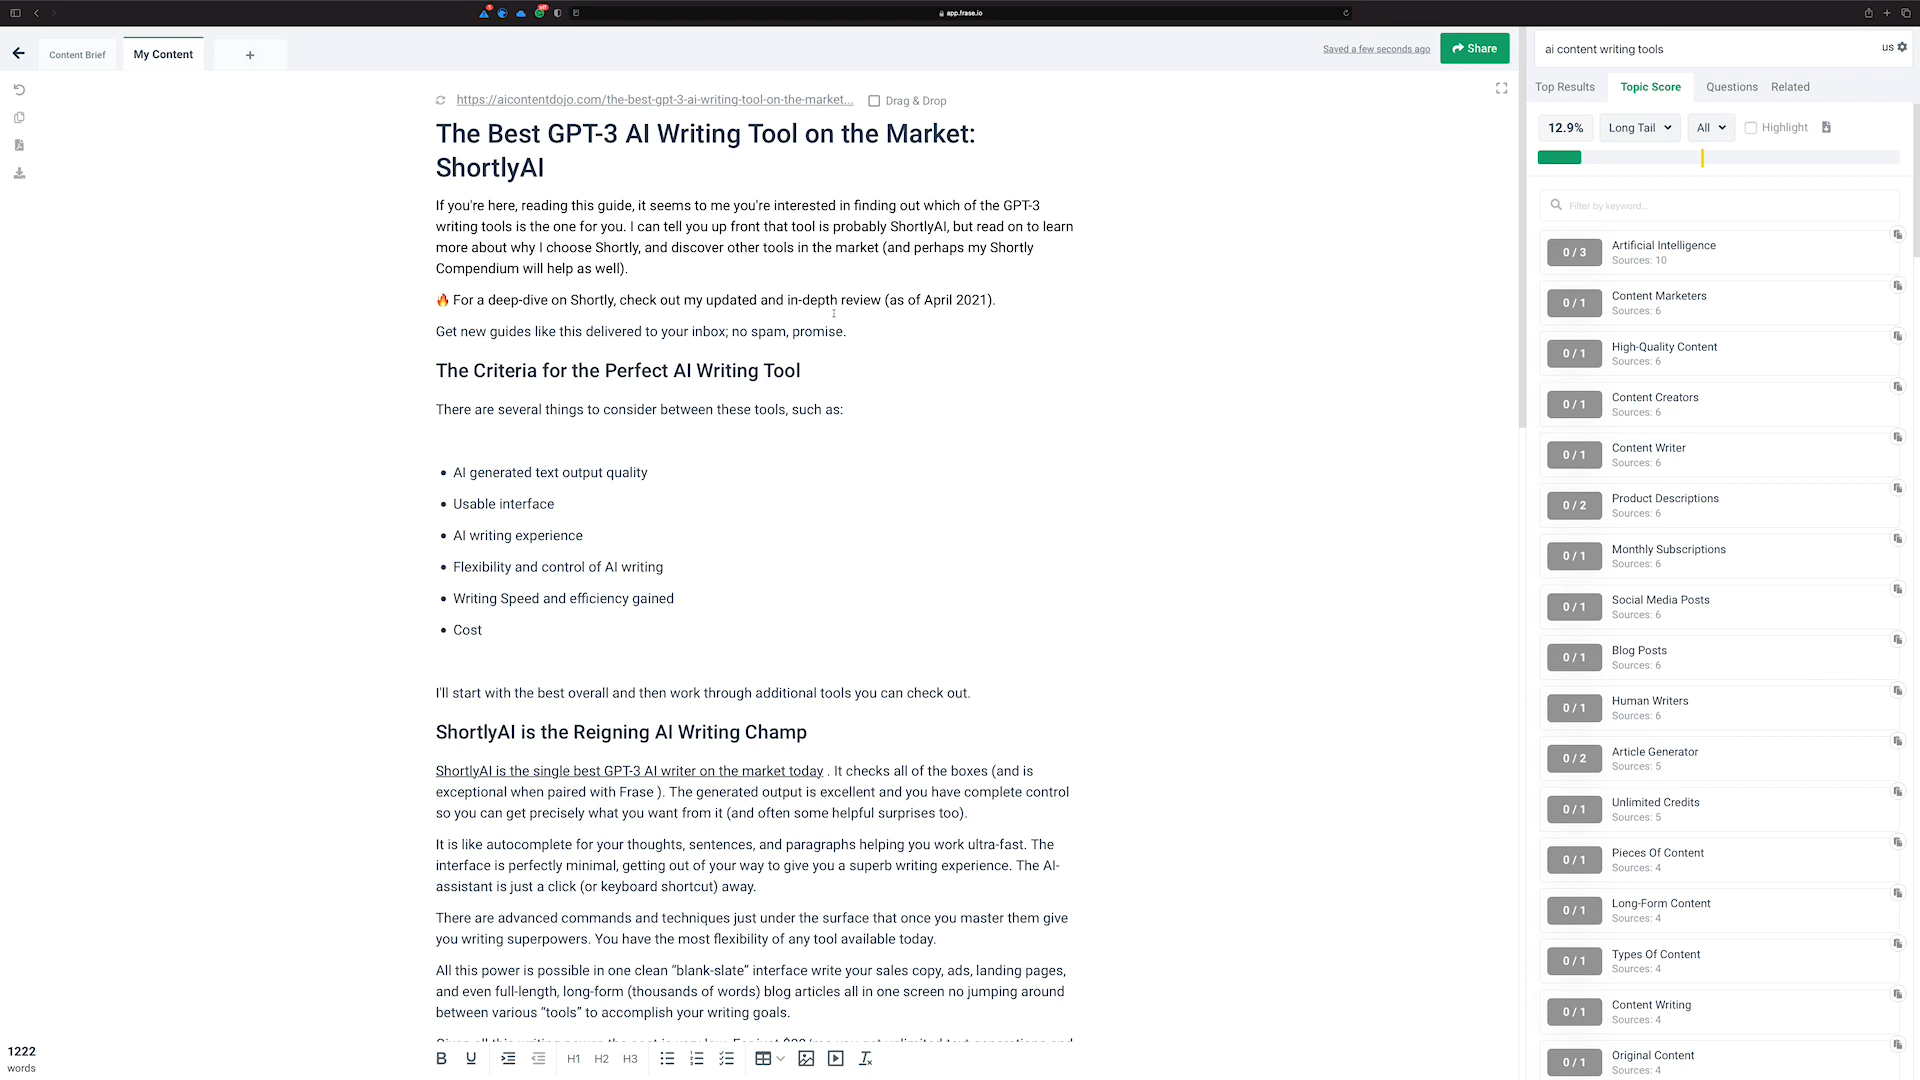 app.frase.io
Content Brief
My Content
+
Saved a few seconds ago
Share
https://aicontentdojo.com/the-best-gpt-3-ai-writing-tool-on-the-market...
Drag & Drop
The Best GPT-3 AI Writing Tool on the Market:
ShortlyAI
If you're here, reading this guide, it seems to me you're interested in finding out which of the GPT-3
writing tools is the one for you. I can tell you up front that tool is probably ShortlyAI, but read on to learn
more about why I choose Shortly, and discover other tools in the market (and perhaps my Shortly
Compendium will help as well).
🔥 For a deep-dive on Shortly, check out my updated and in-depth review (as of April 2021).
Get new guides like this delivered to your inbox; no spam, promise.
The Criteria for the Perfect AI Writing Tool
There are several things to consider between these tools, such as:
• AI generated text output quality
• Usable interface
• AI writing experience
• Flexibility and control of AI writing
• Writing Speed and efficiency gained
• Cost
I'll start with the best overall and then work through additional tools you can check out.
ShortlyAI is the Reigning AI Writing Champ
ShortlyAI is the single best GPT-3 AI writer on the market today . It checks all of the boxes (and is
exceptional when paired with Frase ). The generated output is excellent and you have complete control
so you can get precisely what you want from it (and often some helpful surprises too).
It is like autocomplete for your thoughts, sentences, and paragraphs helping you work ultra-fast. The
interface is perfectly minimal, getting out of your way to give you a superb writing experience. The AI-
assistant is just a click (or keyboard shortcut) away.
There are advanced commands and techniques just under the surface that once you master them give
you writing superpowers. You have the most flexibility of any tool available today.
All this power is possible in one clean “blank-slate” interface write your sales copy, ads, landing pages,
and even full-length, long-form (thousands of words) blog articles all in one screen no jumping around
between various “tools” to accomplish your writing goals.
1222
words
B U H1 H2 H3
ai content writing tools
us
Top Results
Topic Score
Questions
Related
12.9%
Long Tail
All
Highlight
Filter by keyword...
0 / 3
Artificial Intelligence
Sources: 10
0 / 1
Content Marketers
Sources: 6
0 / 1
High-Quality Content
Sources: 6
0 / 1
Content Creators
Sources: 6
0 / 1
Content Writer
Sources: 6
0 / 2
Product Descriptions
Sources: 6
0 / 1
Monthly Subscriptions
Sources: 6
0 / 1
Social Media Posts
Sources: 6
0 / 1
Blog Posts
Sources: 6
0 / 1
Human Writers
Sources: 6
0 / 2
Article Generator
Sources: 5
0 / 1
Unlimited Credits
Sources: 5
0 / 1
Pieces Of Content
Sources: 4
0 / 1
Long-Form Content
Sources: 4
0 / 1
Types Of Content
Sources: 4
0 / 1
Content Writing
Sources: 4
0 / 1
Original Content
Sources: 4